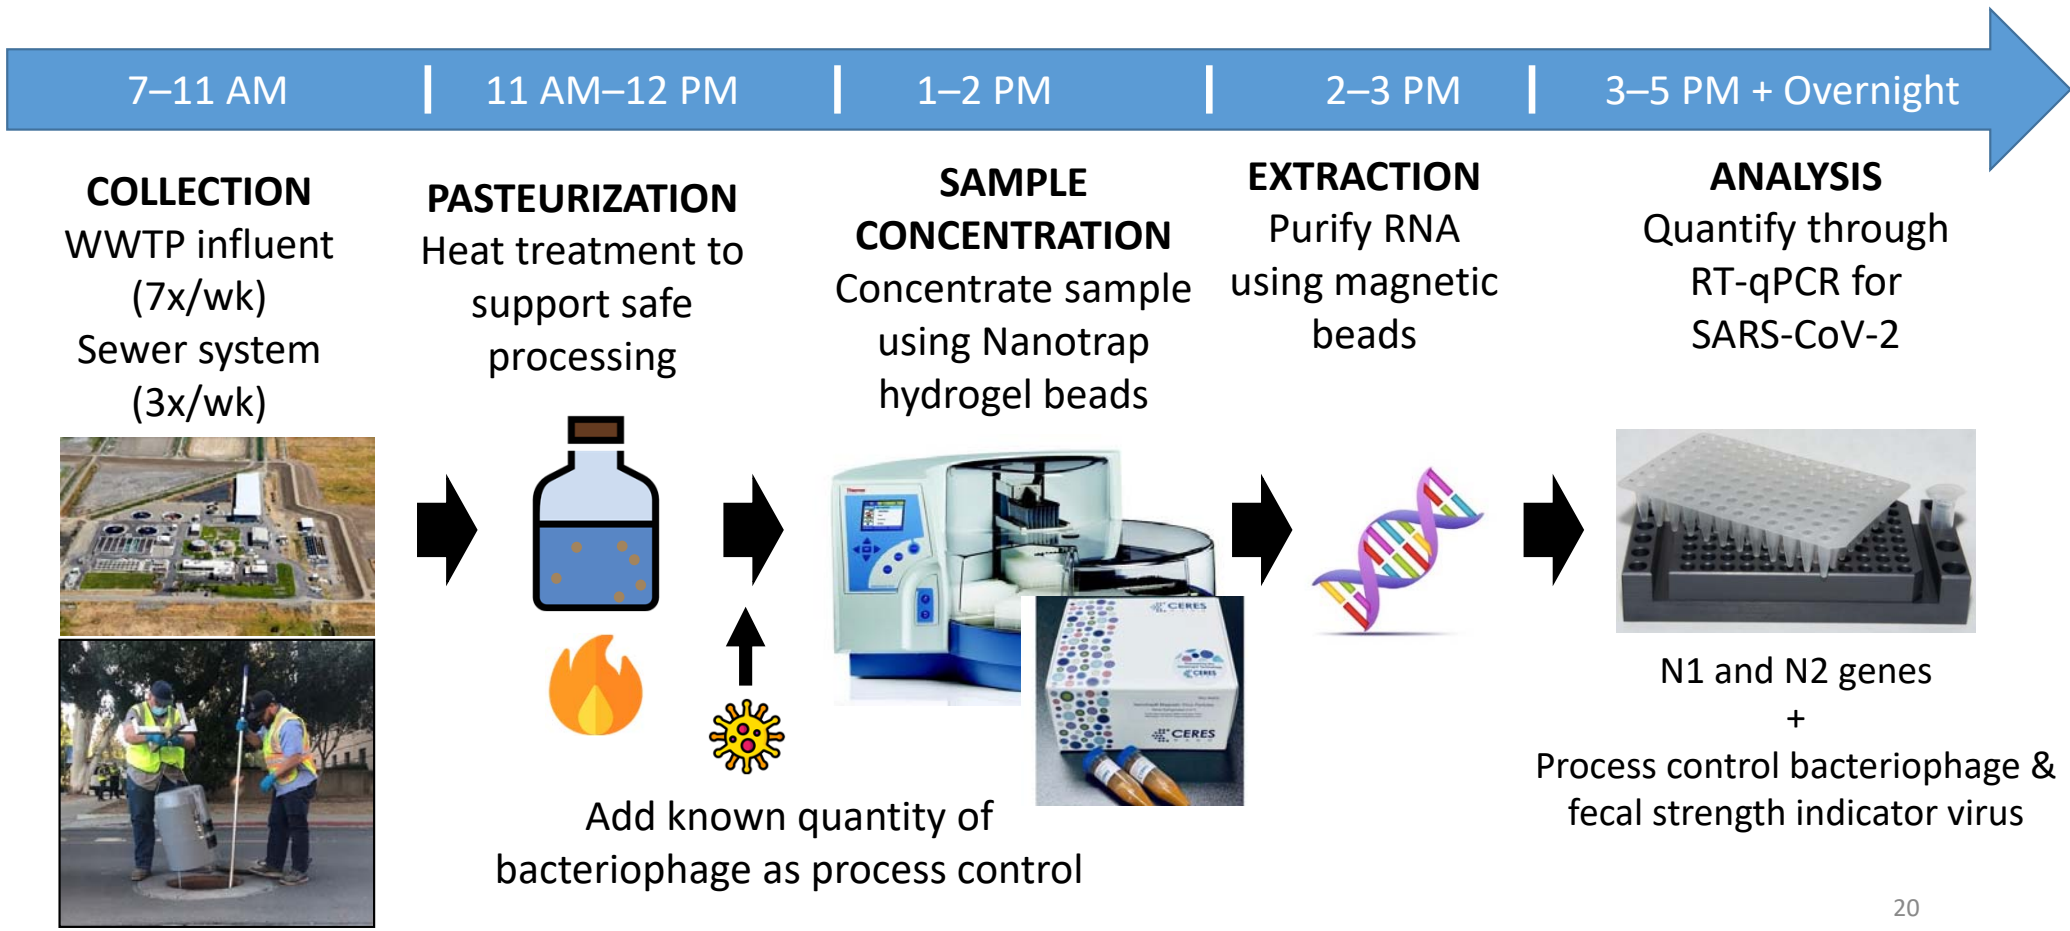 7–11 AM
11 AM–12 PM
1–2 PM
2–3 PM
3–5 PM + Overnight
COLLECTION
WWTP influent
(7x/wk)
Sewer system
(3x/wk)
PASTEURIZATION
Heat treatment to
support safe
processing
SAMPLE
CONCENTRATION
Concentrate sample
using Nanotrap
hydrogel beads
EXTRACTION
Purify RNA
using magnetic
beads
ANALYSIS
Quantify through
RT-qPCR for
SARS-CoV-2
Thermo
CERES
CERES
CERES
Add known quantity of
bacteriophage as process control
N1 and N2 genes
+
Process control bacteriophage &
fecal strength indicator virus
20